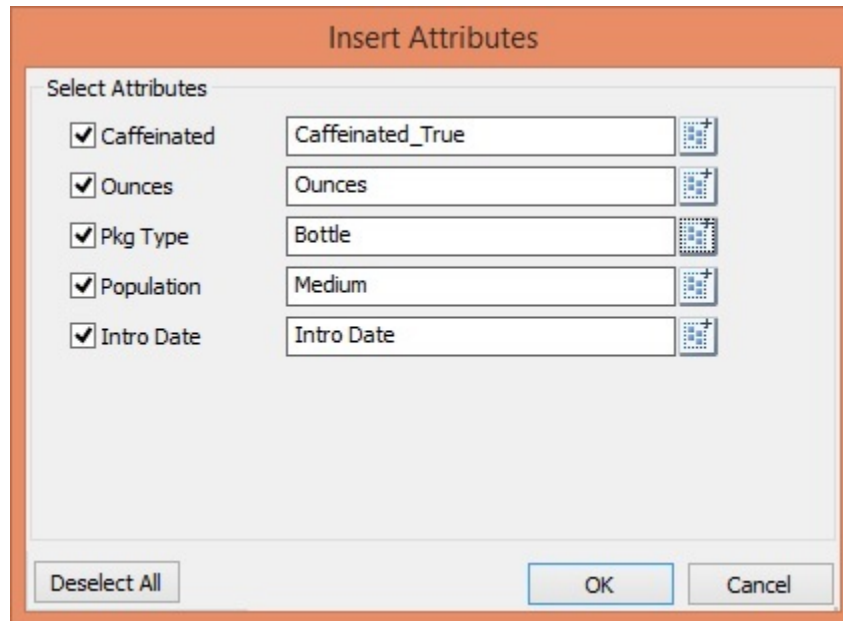 Insert Attributes
Select Attributes
Caffeinated Caffeinated_True
Ounces Ounces
Pkg Type Bottle
Population Medium
Intro Date Intro Date
Deselect All OK Cancel